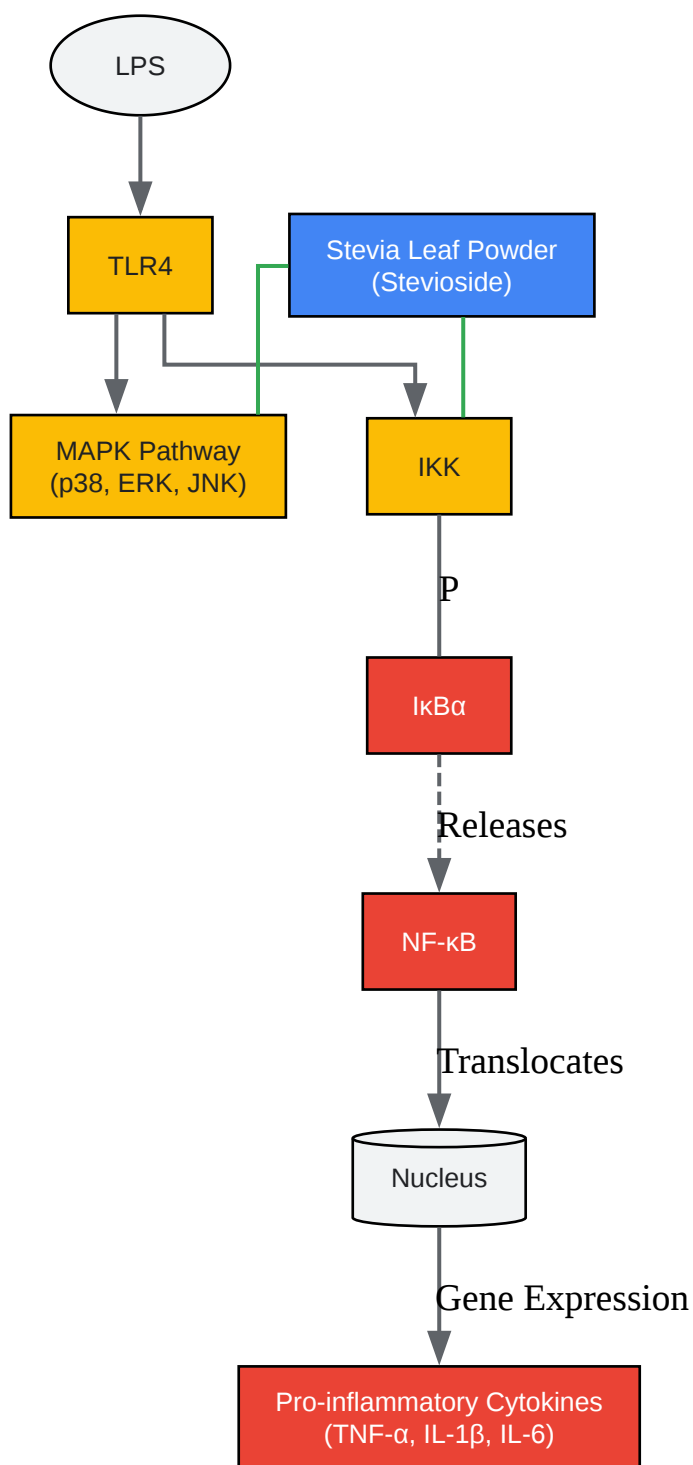 LPS
TLR4
Stevia Leaf Powder
(Stevioside)
MAPK Pathway
(p38, ERK, JNK)
IKK
P
IκBα
Releases
NF-κB
Translocates
Nucleus
Gene Expression
Pro-inflammatory Cytokines
(TNF-α, IL-1β, IL-6)